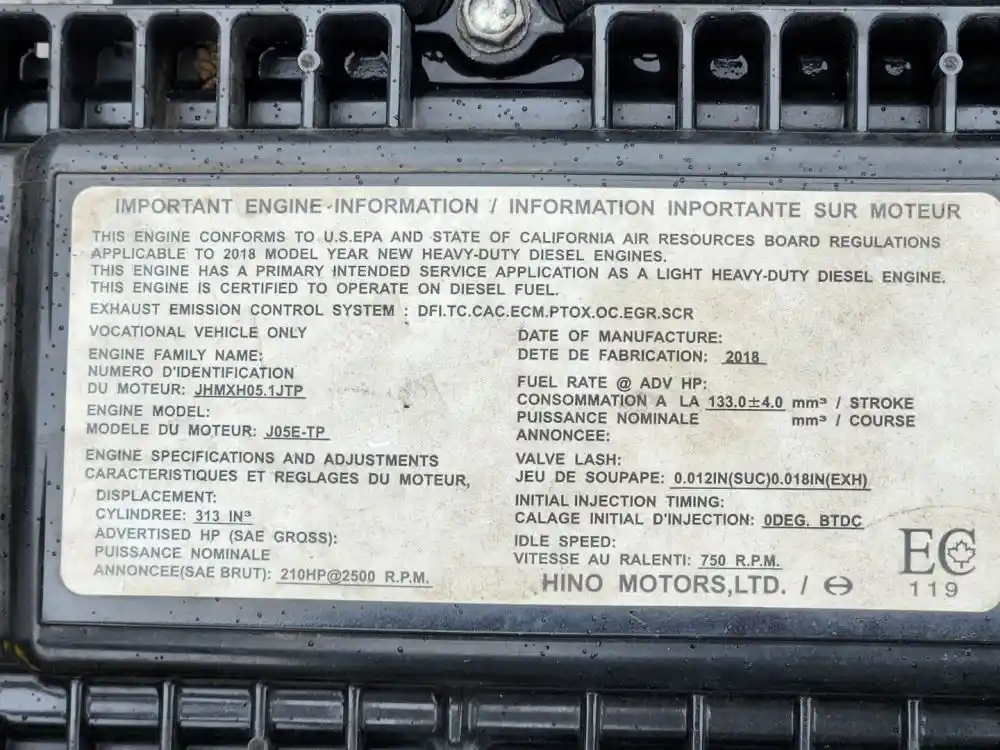 IMPORTANT ENGINE INFORMATION / INFORMATION INPORTANTE SUR MOTEUR
THIS ENGINE CONFORMS TO U.S.EPA AND STATE OF CALIFORNIA AIR RESOURCES BOARD REGULATIONS
APPLICABLE TO 2018 MODEL YEAR NEW HEAVY-DUTY DIESEL ENGINES.
THIS ENGINE HAS A PRIMARY INTENDED SERVICE APPLICATION AS A LIGHT HEAVY-DUTY DIESEL ENGINE.
THIS ENGINE IS CERTIFIED TO OPERATE ON DIESEL FUEL.
EXHAUST EMISSION CONTROL SYSTEM : DFI.TC.CAC.ECM.PTOX.OC.EGR.SCR
VOCATIONAL VEHICLE ONLY
ENGINE FAMILY NAME:
NUMERO D'IDENTIFICATION
DU MOTEUR: JHMXH05.1JTP
ENGINE MODEL:
MODELE DU MOTEUR: J05E-TP
ENGINE SPECIFICATIONS AND ADJUSTMENTS
CARACTERISTIQUES ET REGLAGES DU MOTEUR,
DISPLACEMENT:
CYLINDREE: 313 IN³
ADVERTISED HP (SAE GROSS):
PUISSANCE NOMINALE
ANNONCEE(SAE BRUT): 210HP@2500 R.P.M.
DATE OF MANUFACTURE:
DETE DE FABRICATION: 2018
FUEL RATE @ ADV HP:
CONSOMMATION A LA 133.0±4.0 mm³ / STROKE
PUISSANCE NOMINALE mm³ / COURSE
ANNONCEE:
VALVE LASH:
JEU DE SOUPAPE: 0.012IN(SUC)0.018IN(EXH)
INITIAL INJECTION TIMING:
CALAGE INITIAL D'INJECTION: 0DEG. BTDC
IDLE SPEED:
VITESSE AU RALENTI: 750 R.P.M.
HINO MOTORS,LTD. /
EC
119